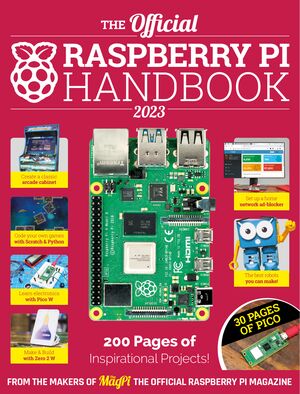 THE Official
RASPBERRY PI
HANDBOOK
2023
Create a classic
arcade cabinet
Code your own games
with Scratch & Python
Learn electronics
with Pico W
Make & Build
with Zero 2 W
Set up a home
network ad-blocker
The best robots
you can make!
HDMI
200 Pages of
Inspirational Projects!
30 PAGES
OF PICO
FROM THE MAKERS OF The MagPi THE OFFICIAL RASPBERRY PI MAGAZINE